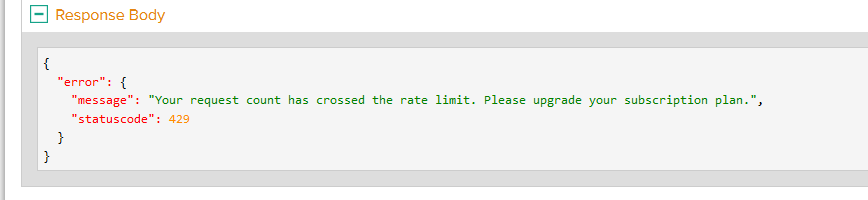 Response Body
{
"error": {
"message": "Your request count has crossed the rate limit. Please upgrade your subscription plan.",
"statuscode": 429
}
}